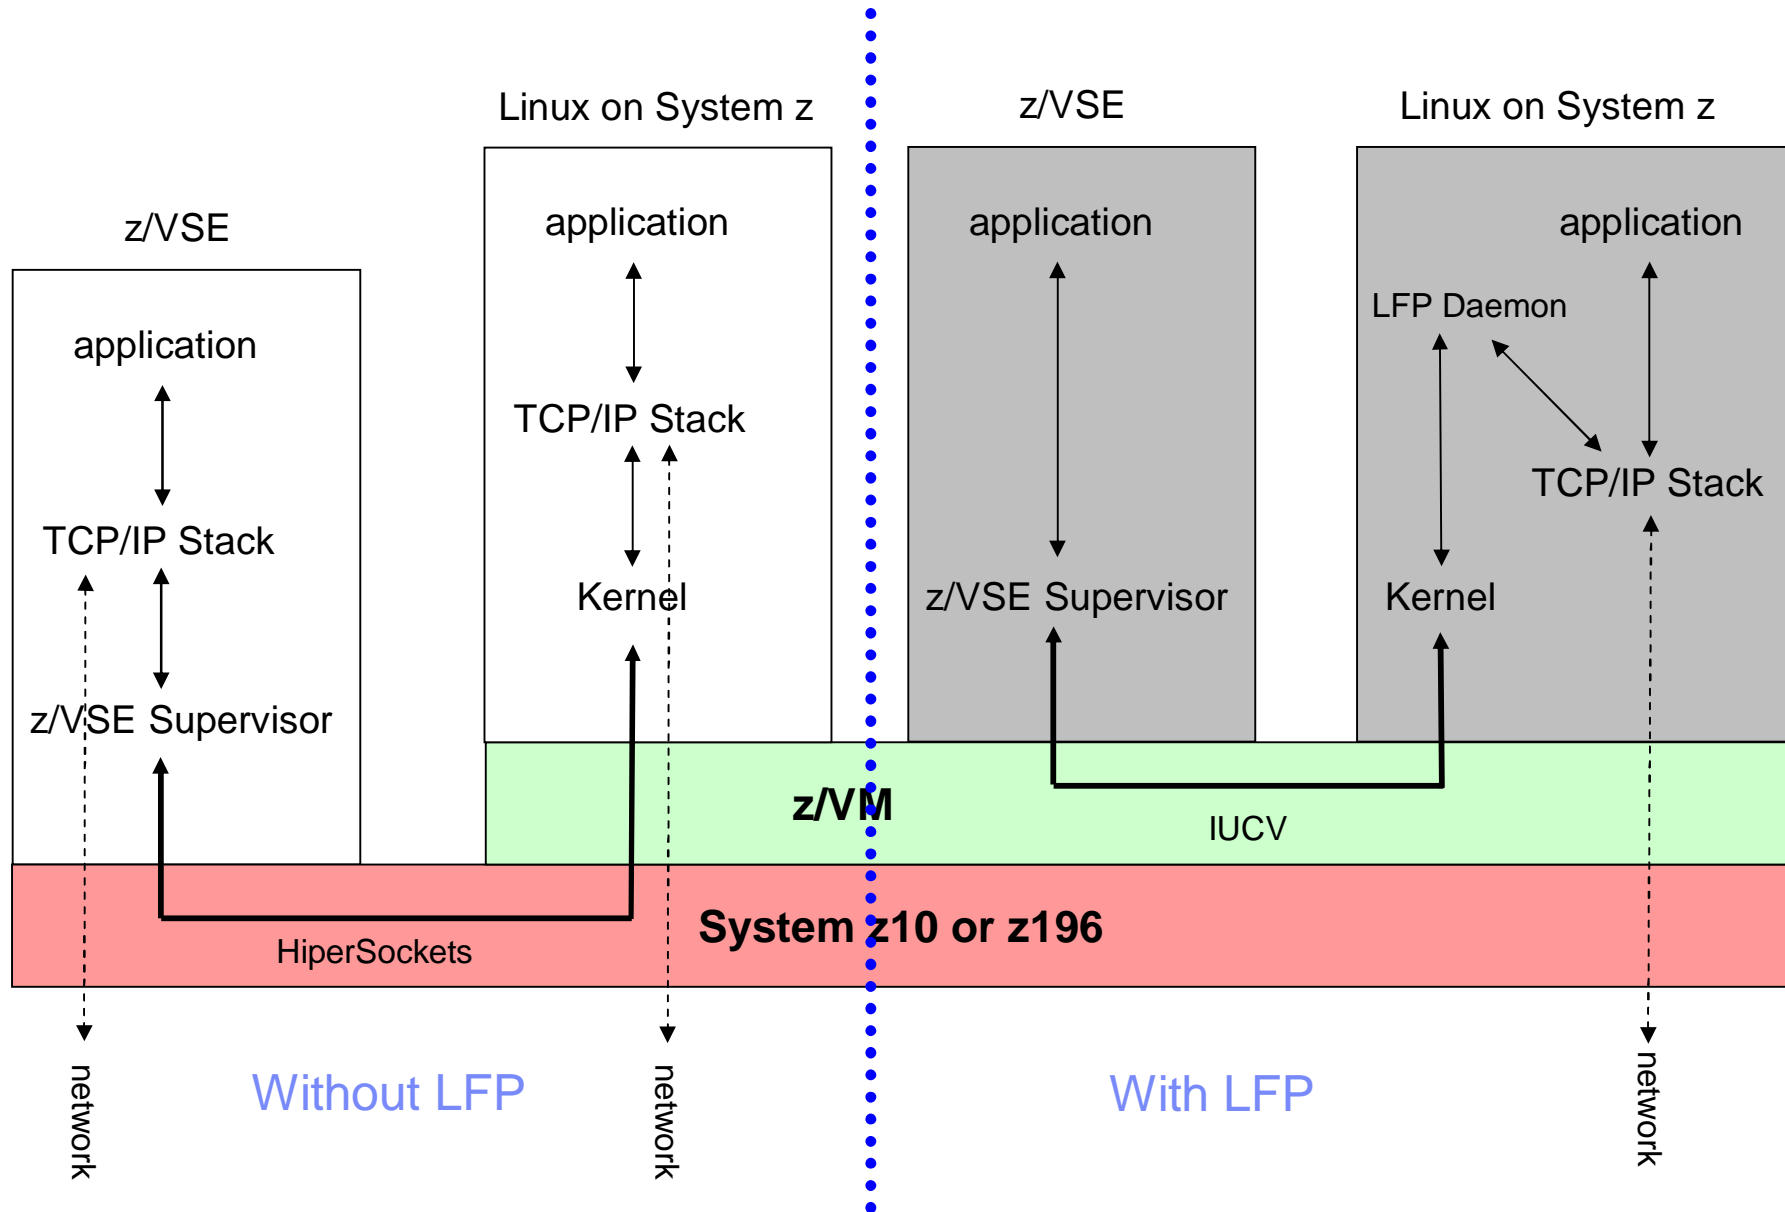 z/VSE
application
TCP/IP Stack
z/VSE Supervisor
Linux on System z
application
TCP/IP Stack
Kernel
z/VSE
application
z/VSE Supervisor
Linux on System z
application
LFP Daemon
TCP/IP Stack
Kernel
z/VM
IUCV
System z10 or z196
HiperSockets
network
Without LFP
network
With LFP
network